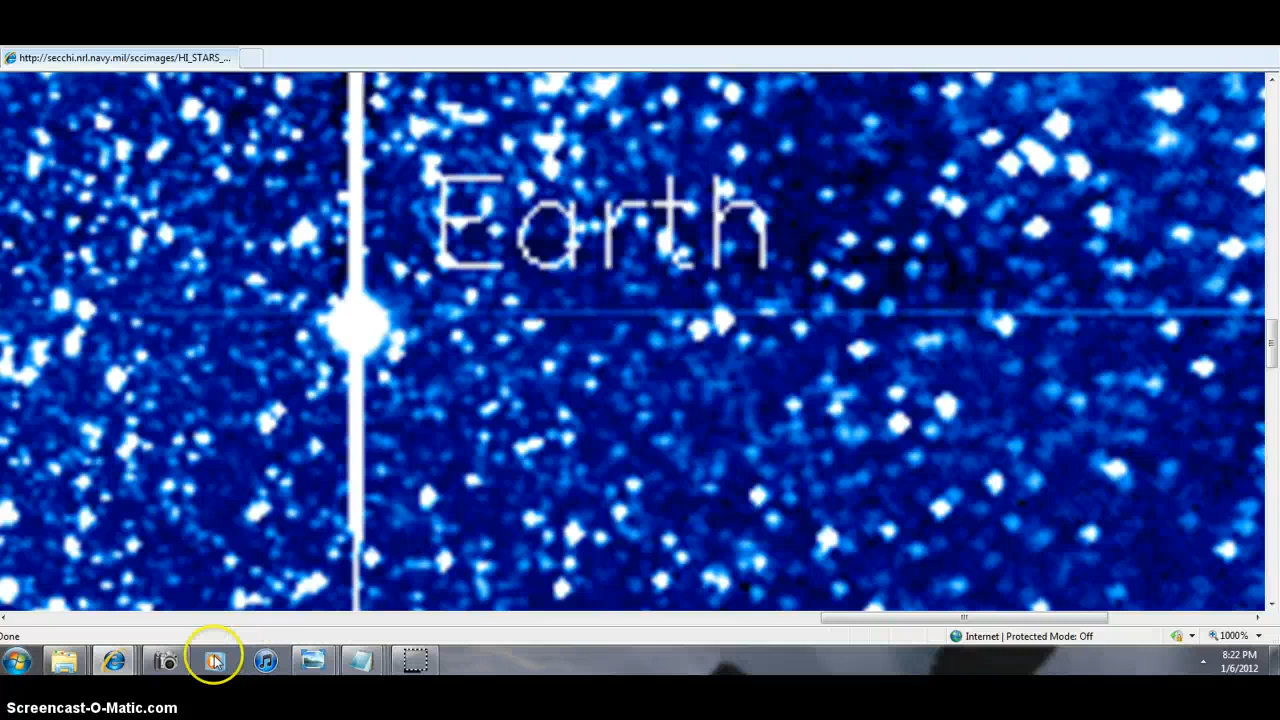 http://secchi.nrl.navy.mil/sccimages/HI_STARS_...
Earth
Done
Internet | Protected Mode: Off
1000%
8:22 PM
1/6/2012
Screencast-O-Matic.com